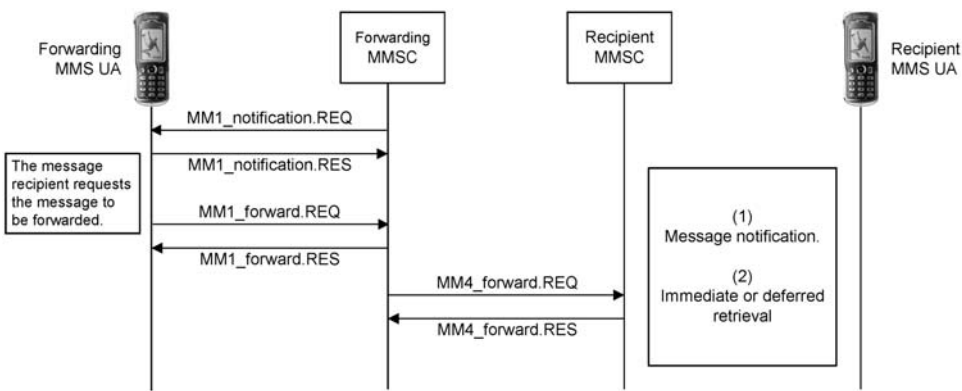 Forwarding
MMS UA
Forwarding
MMSC
Recipient
MMSC
Recipient
MMS UA
MM1_notification.REQ
MM1_notification.RES
The message
recipient requests
the message to
be forwarded.
MM1_forward.REQ
MM1_forward.RES
MM4_forward.REQ
MM4_forward.RES
(1)
Message notification.
(2)
Immediate or deferred
retrieval